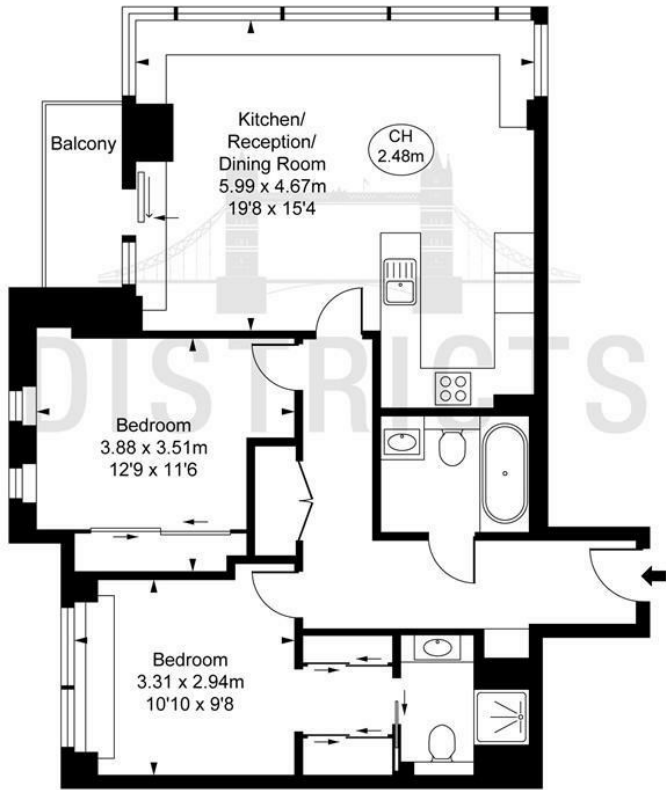 Kitchen/
Reception/
Dining Room
5.99 x 4.67m
19'8 x 15'4
CH
2.48m
Balcony
DISTRICTS
Bedroom
3.88 x 3.51m
12'9 x 11'6
Bedroom
3.31 x 2.94m
10'10 x 9'8